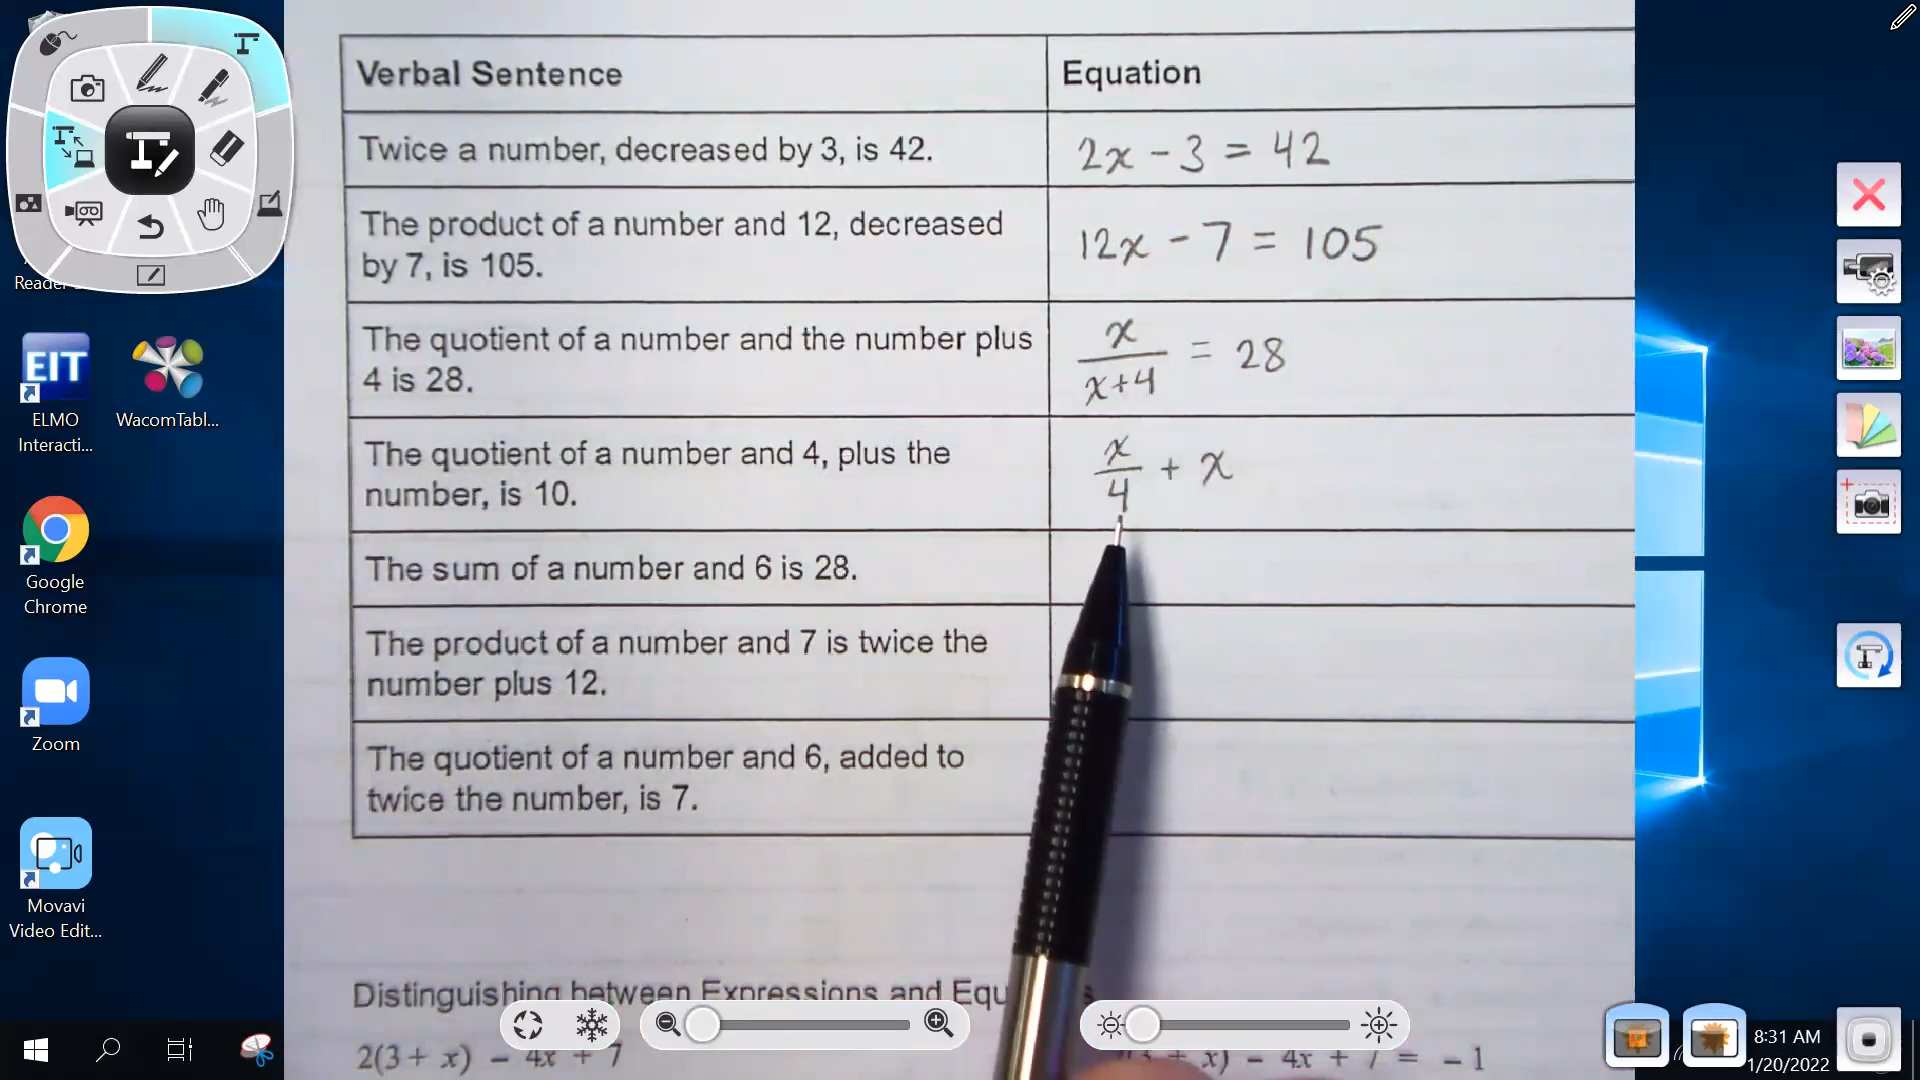 Verbal Sentence
Equation
Twice a number, decreased by 3, is 42.
2x - 3 = 42
The product of a number and 12, decreased
by 7, is 105.
12x - 7 = 105
The quotient of a number and the number plus
4 is 28.
x
x+4
= 28
The quotient of a number and 4, plus the
number, is 10.
x
4
+ x
The sum of a number and 6 is 28.
The product of a number and 7 is twice the
number plus 12.
The quotient of a number and 6, added to
twice the number, is 7.
Distinguishing between Expressions and
2(3 + x) - 4x + 7
x) - 4x + 7 = -1
Reader
EIT
ELMO
Interacti...
WacomTabl...
Google
Chrome
Zoom
Movavi
Video Edit...
8:31 AM
1/20/2022